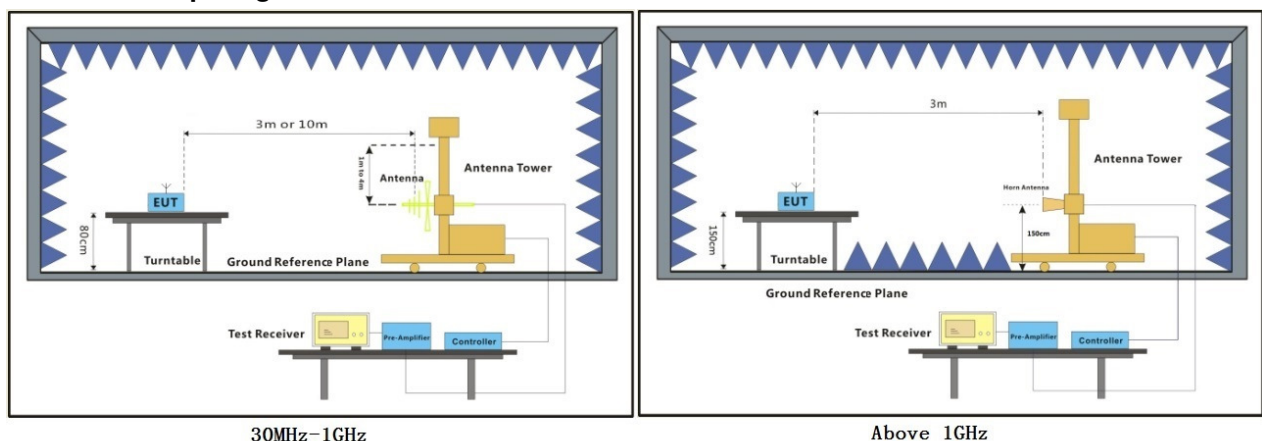 3m or 10m
1m to 4m
Antenna
Antenna Tower
EUT
80cm
Turntable
Ground Reference Plane
Test Receiver
Pre-Amplifier
Controller
30MHz-1GHz
3m
Antenna Tower
Horn Antenna
EUT
150cm
150cm
Turntable
Ground Reference Plane
Test Receiver
Pre-Amplifier
Controller
Above 1GHz